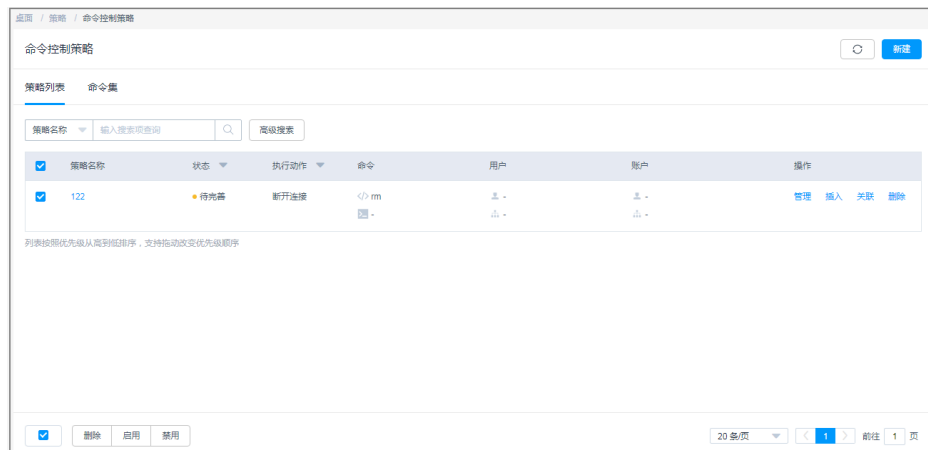 桌面 / 策略 / 命令控制策略
命令控制策略 新建
策略列表 命令集
策略名称 输入搜索项查询 高级搜索
策略名称 状态 执行动作 命令 用户 账户 操作
122 待完善 断开连接 </> rm - - 管理 插入 关联 删除
>_ - - -
列表按照优先级从高到低排序，支持拖动改变优先级顺序
删除 启用 禁用 20 条/页 < 1 > 前往 1 页